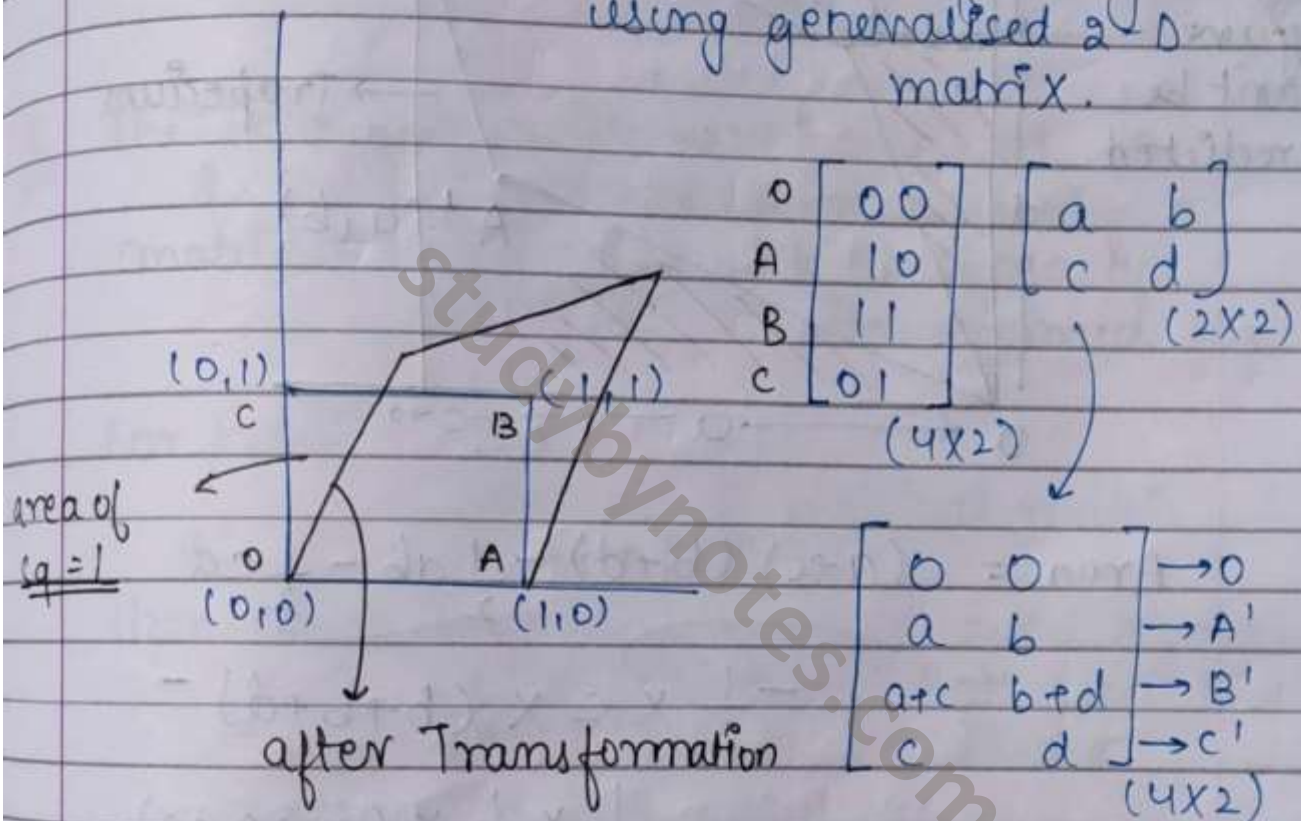 using generalised 2-D
matrix.
O [ 0 0 ] [ a b ]
A [ 1 0 ] [ c d ]
B [ 1 1 ] (2X2)
C [ 0 1 ]
(4X2)
(0,1)
C
(1,1)
B
area of
sq = 1
O
(0,0)
A
(1,0)
[ 0 0 ] → O
[ a b ] → A'
[ a+c b+d ] → B'
[ c d ] → C'
(4X2)
after Transformation
studybynotes.com